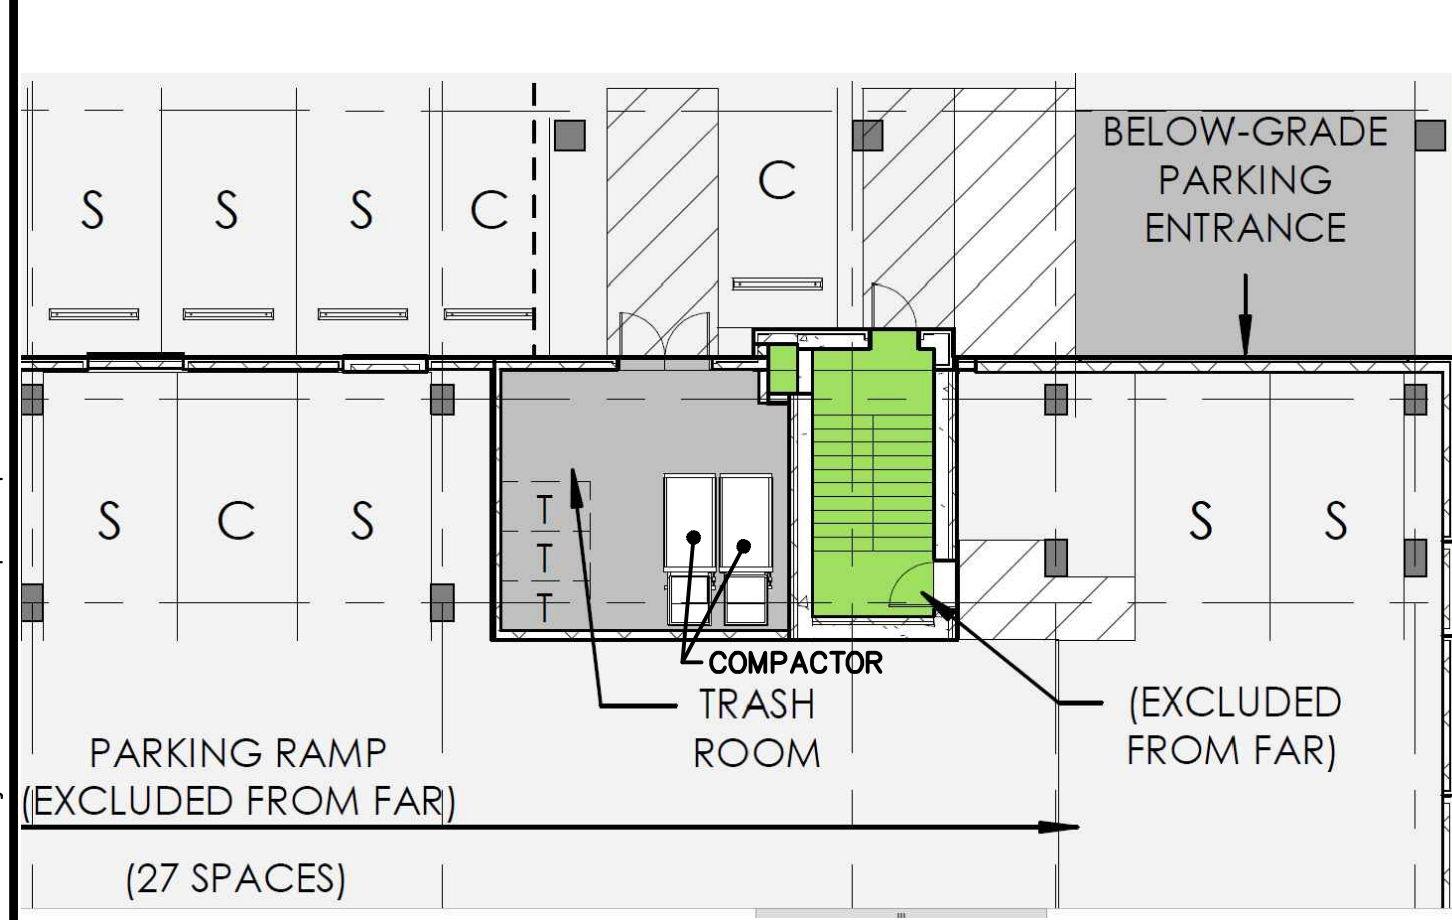 BELOW-GRADE
PARKING
ENTRANCE
S S S C C
S C S S S
T
T
T
COMPACTOR
TRASH
ROOM
(EXCLUDED
FROM FAR)
PARKING RAMP
(EXCLUDED FROM FAR)
(27 SPACES)